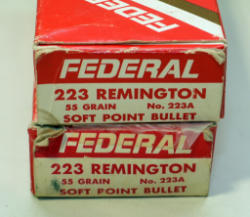 FEDERAL
FEDERAL
223 REMINGTON
55 GRAIN No. 223A
SOFT POINT BULLET
FEDERAL
223 REMINGTON
55 GRAIN No. 223A
SOFT POINT BULLET